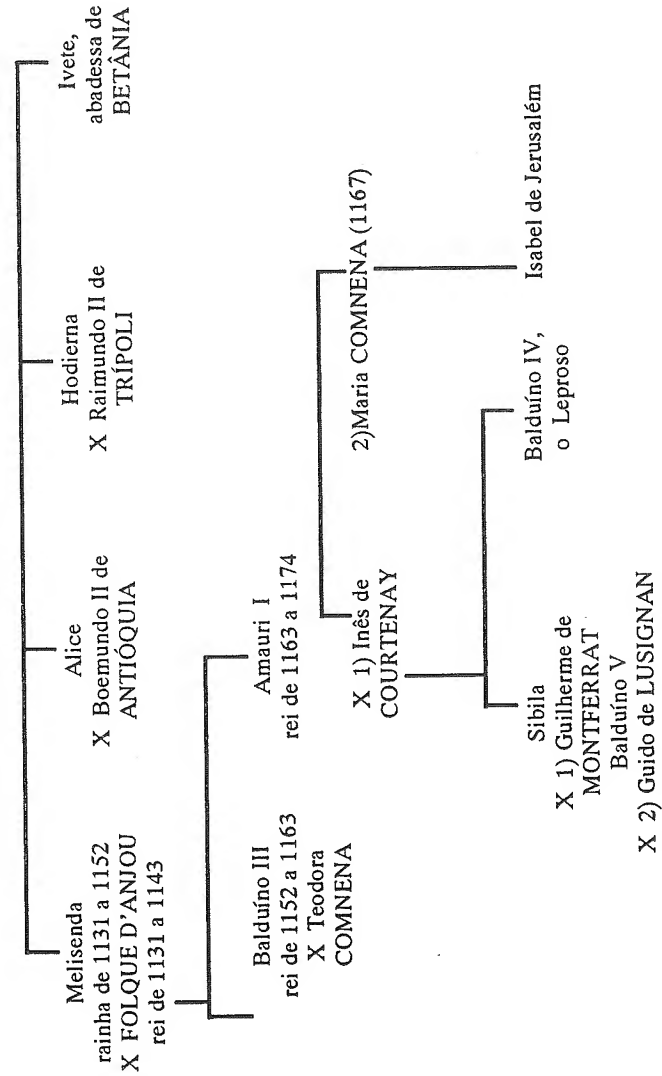 Melisenda
rainha de 1131 a 1152
X FOLQUE D'ANJOU
rei de 1131 a 1143
Alice
X Boemundo II de
ANTIÓQUIA
Hodierna
X Raimundo II de
TRÍPOLI
Ivete,
abadessa de
BETÂNIA
Balduíno III
rei de 1152 a 1163
X Teodora
COMNENA
Amauri I
rei de 1163 a 1174
X 1) Inês de
COURTENAY
2)Maria COMNENA (1167)
Sibila
X 1) Guilherme de
MONTFERRAT
Balduíno V
X 2) Guido de LUSIGNAN
Balduíno IV,
o Leproso
Isabel de Jerusalém